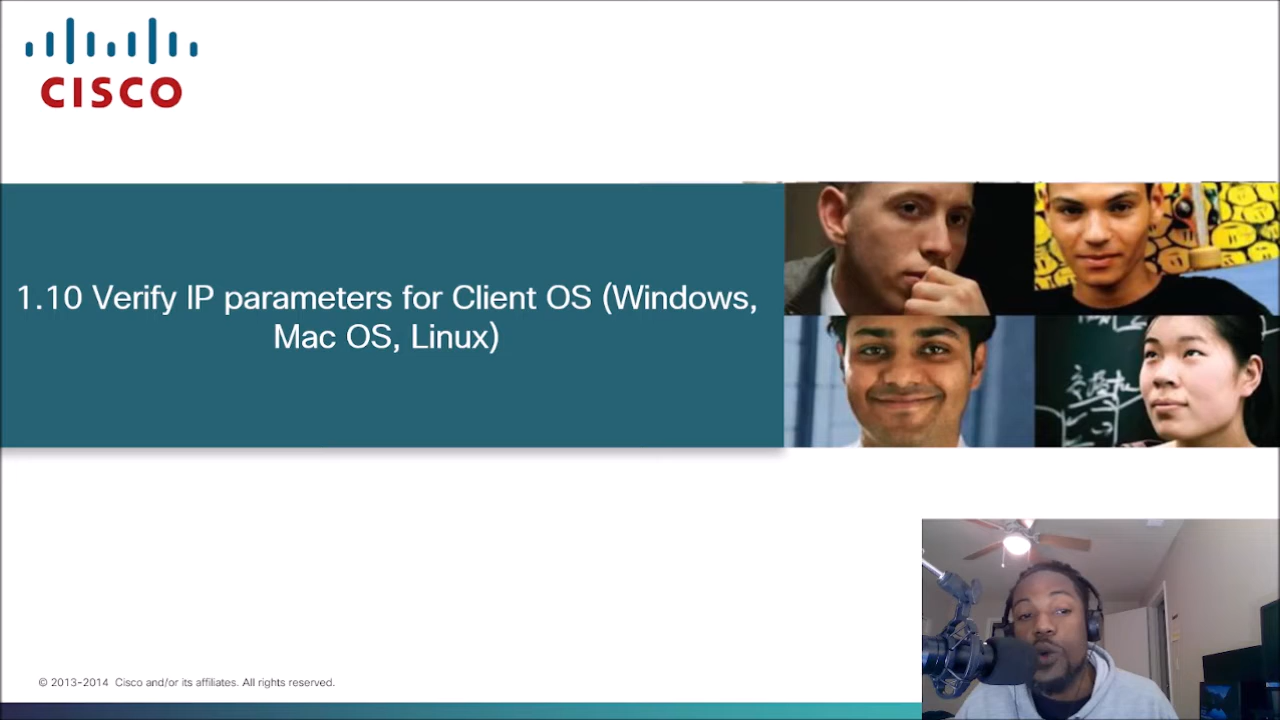 CISCO
1.10 Verify IP parameters for Client OS (Windows,
Mac OS, Linux)
© 2013-2014 Cisco and/or its affiliates. All rights reserved.